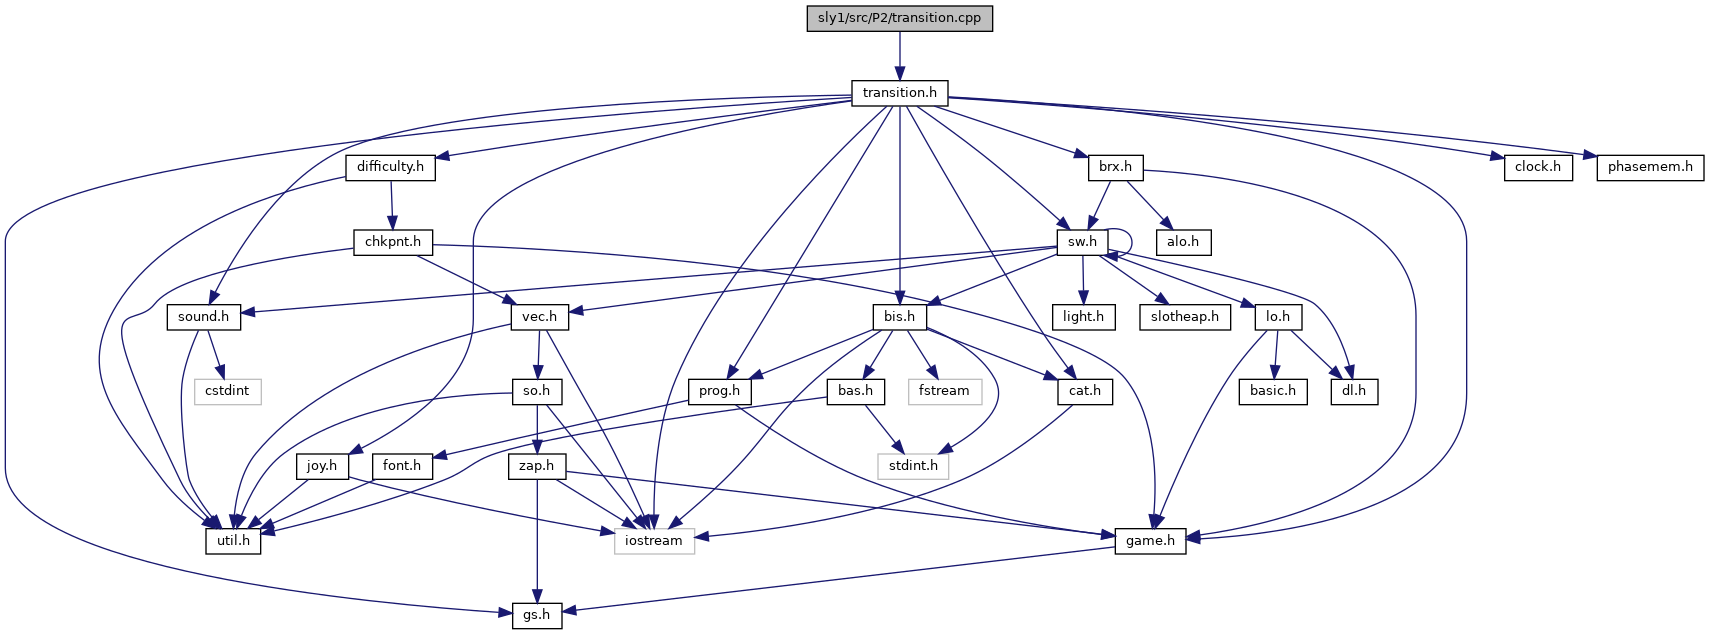 sly1/src/P2/transition.cpp
transition.h
difficulty.h
brx.h
clock.h
phasemem.h
chkpnt.h
sw.h
alo.h
sound.h
vec.h
bis.h
light.h
slotheap.h
lo.h
cstdint
so.h
prog.h
bas.h
fstream
cat.h
basic.h
dl.h
joy.h
font.h
zap.h
stdint.h
util.h
iostream
game.h
gs.h